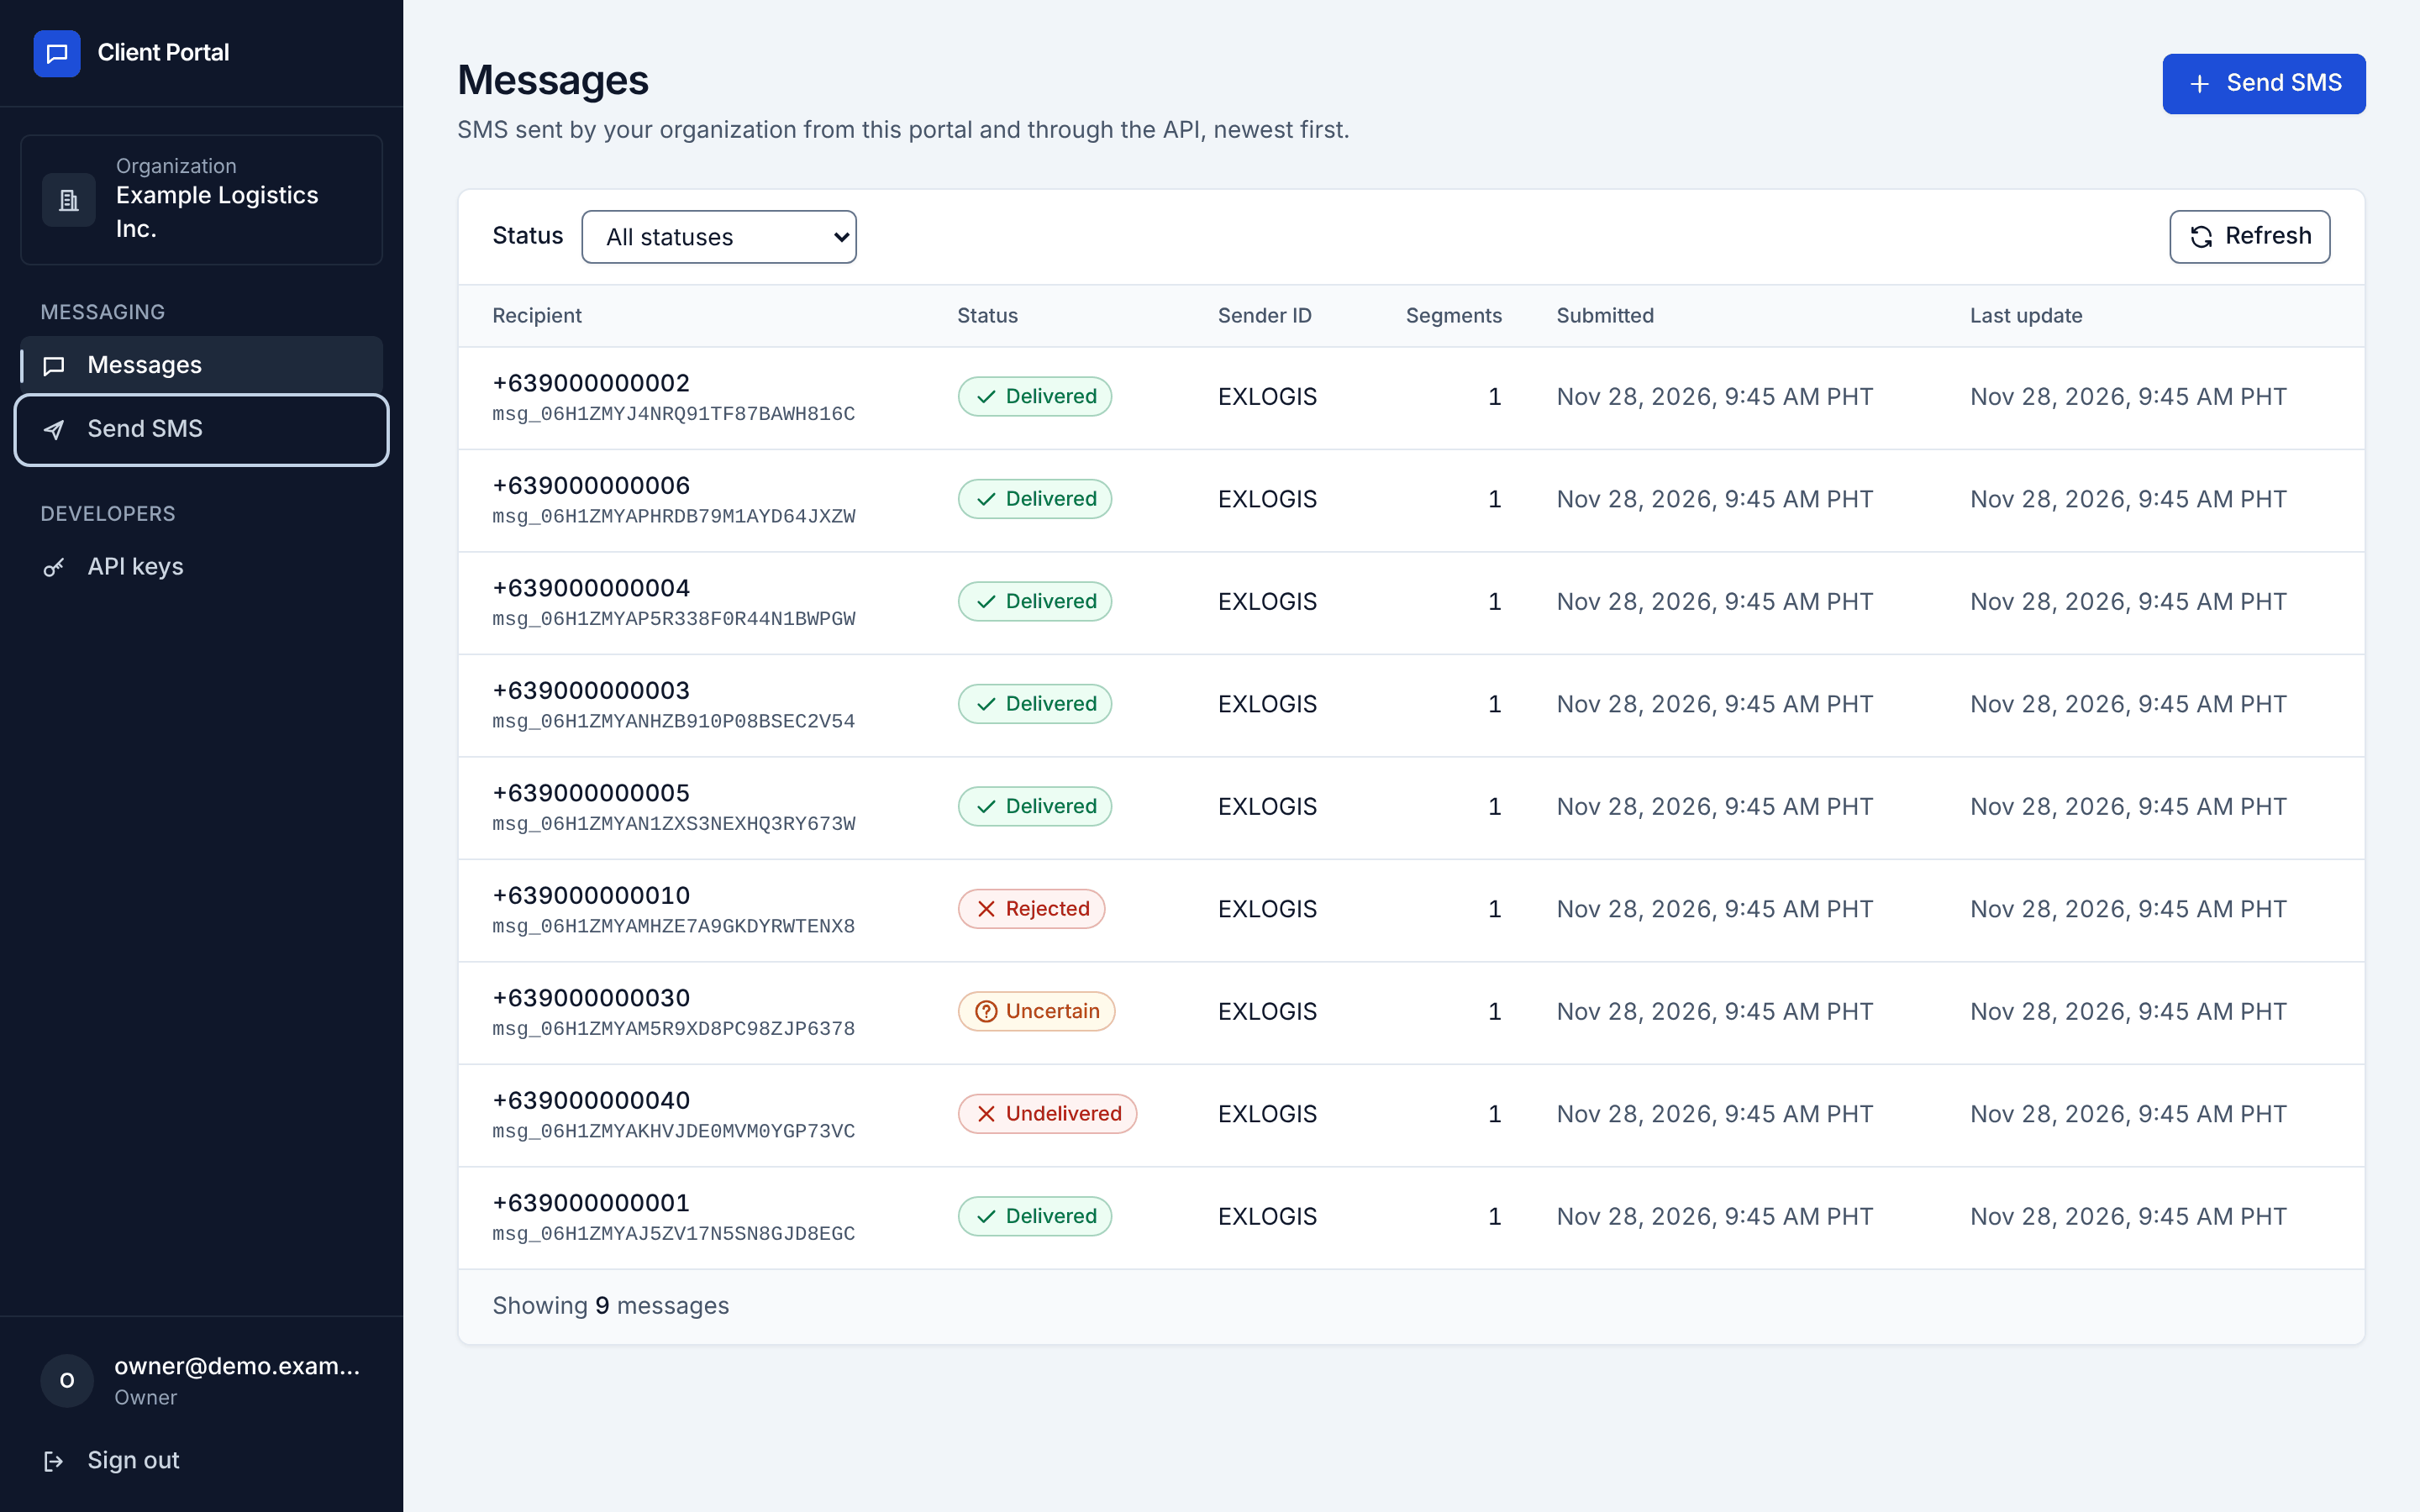 Client Portal
Organization
Example Logistics
Inc.
MESSAGING
Messages
Send SMS
DEVELOPERS
API keys
O
owner@demo.exam...
Owner
Sign out
Messages
SMS sent by your organization from this portal and through the API, newest first.
Send SMS
Status All statuses Refresh
Recipient Status Sender ID Segments Submitted Last update
+639000000002
msg_06H1ZMYJ4NRQ91TF87BAWH816C
Delivered EXLOGIS 1 Nov 28, 2026, 9:45 AM PHT Nov 28, 2026, 9:45 AM PHT
+639000000006
msg_06H1ZMYAPHRDB79M1AYD64JXZW
Delivered EXLOGIS 1 Nov 28, 2026, 9:45 AM PHT Nov 28, 2026, 9:45 AM PHT
+639000000004
msg_06H1ZMYAP5R338F0R44N1BWPGW
Delivered EXLOGIS 1 Nov 28, 2026, 9:45 AM PHT Nov 28, 2026, 9:45 AM PHT
+639000000003
msg_06H1ZMYANHZB910P08BSEC2V54
Delivered EXLOGIS 1 Nov 28, 2026, 9:45 AM PHT Nov 28, 2026, 9:45 AM PHT
+639000000005
msg_06H1ZMYAN1ZXS3NEXHQ3RY673W
Delivered EXLOGIS 1 Nov 28, 2026, 9:45 AM PHT Nov 28, 2026, 9:45 AM PHT
+639000000010
msg_06H1ZMYAMHZE7A9GKDYRWTENX8
Rejected EXLOGIS 1 Nov 28, 2026, 9:45 AM PHT Nov 28, 2026, 9:45 AM PHT
+639000000030
msg_06H1ZMYAM5R9XD8PC98ZJP6378
Uncertain EXLOGIS 1 Nov 28, 2026, 9:45 AM PHT Nov 28, 2026, 9:45 AM PHT
+639000000040
msg_06H1ZMYAKHVJDE0MVM0YGP73VC
Undelivered EXLOGIS 1 Nov 28, 2026, 9:45 AM PHT Nov 28, 2026, 9:45 AM PHT
+639000000001
msg_06H1ZMYAJ5ZV17N5SN8GJD8EGC
Delivered EXLOGIS 1 Nov 28, 2026, 9:45 AM PHT Nov 28, 2026, 9:45 AM PHT
Showing 9 messages